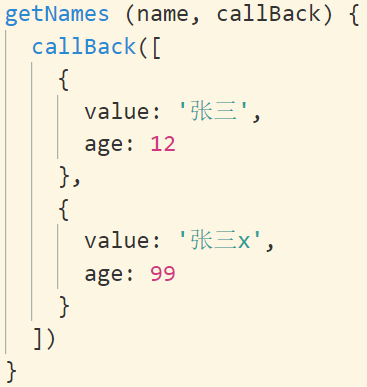 getNames (name, callBack) {
callBack([
{
value: '张三',
age: 12
},
{
value: '张三x',
age: 99
}
])
}